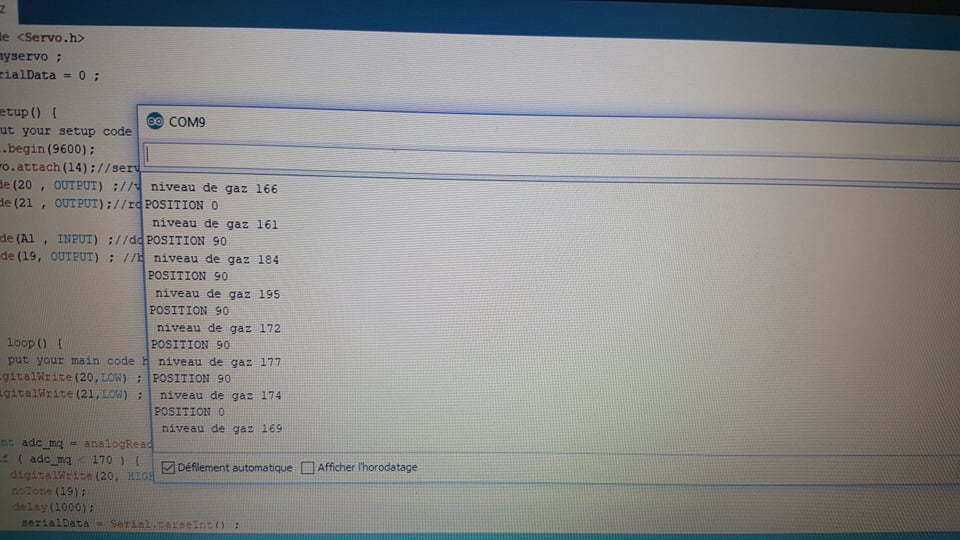 z
de <Servo.h>
myservo ;
rialData = 0 ;
etup() {
ut your setup code
.begin(9600);
vo.attach(14);//serv
de(20 , OUTPUT) ;//v
de(21 , OUTPUT);//ro
de(A1 , INPUT) ;//do
de(19, OUTPUT) ; //b
loop() {
put your main code h
igitalWrite(20,LOW) ;
igitalWrite(21,LOW) ;
nt adc_mq = analogRead
f ( adc_mq < 170 ) {
digitalWrite(20, HIGH
noTone(19);
delay(1000);
serialData = Serial.parseInt() ;
COM9
niveau de gaz 166
POSITION 0
niveau de gaz 161
POSITION 90
niveau de gaz 184
POSITION 90
niveau de gaz 195
POSITION 90
niveau de gaz 172
POSITION 90
niveau de gaz 177
POSITION 90
niveau de gaz 174
POSITION 0
niveau de gaz 169
Défilement automatique
Afficher l'horodatage